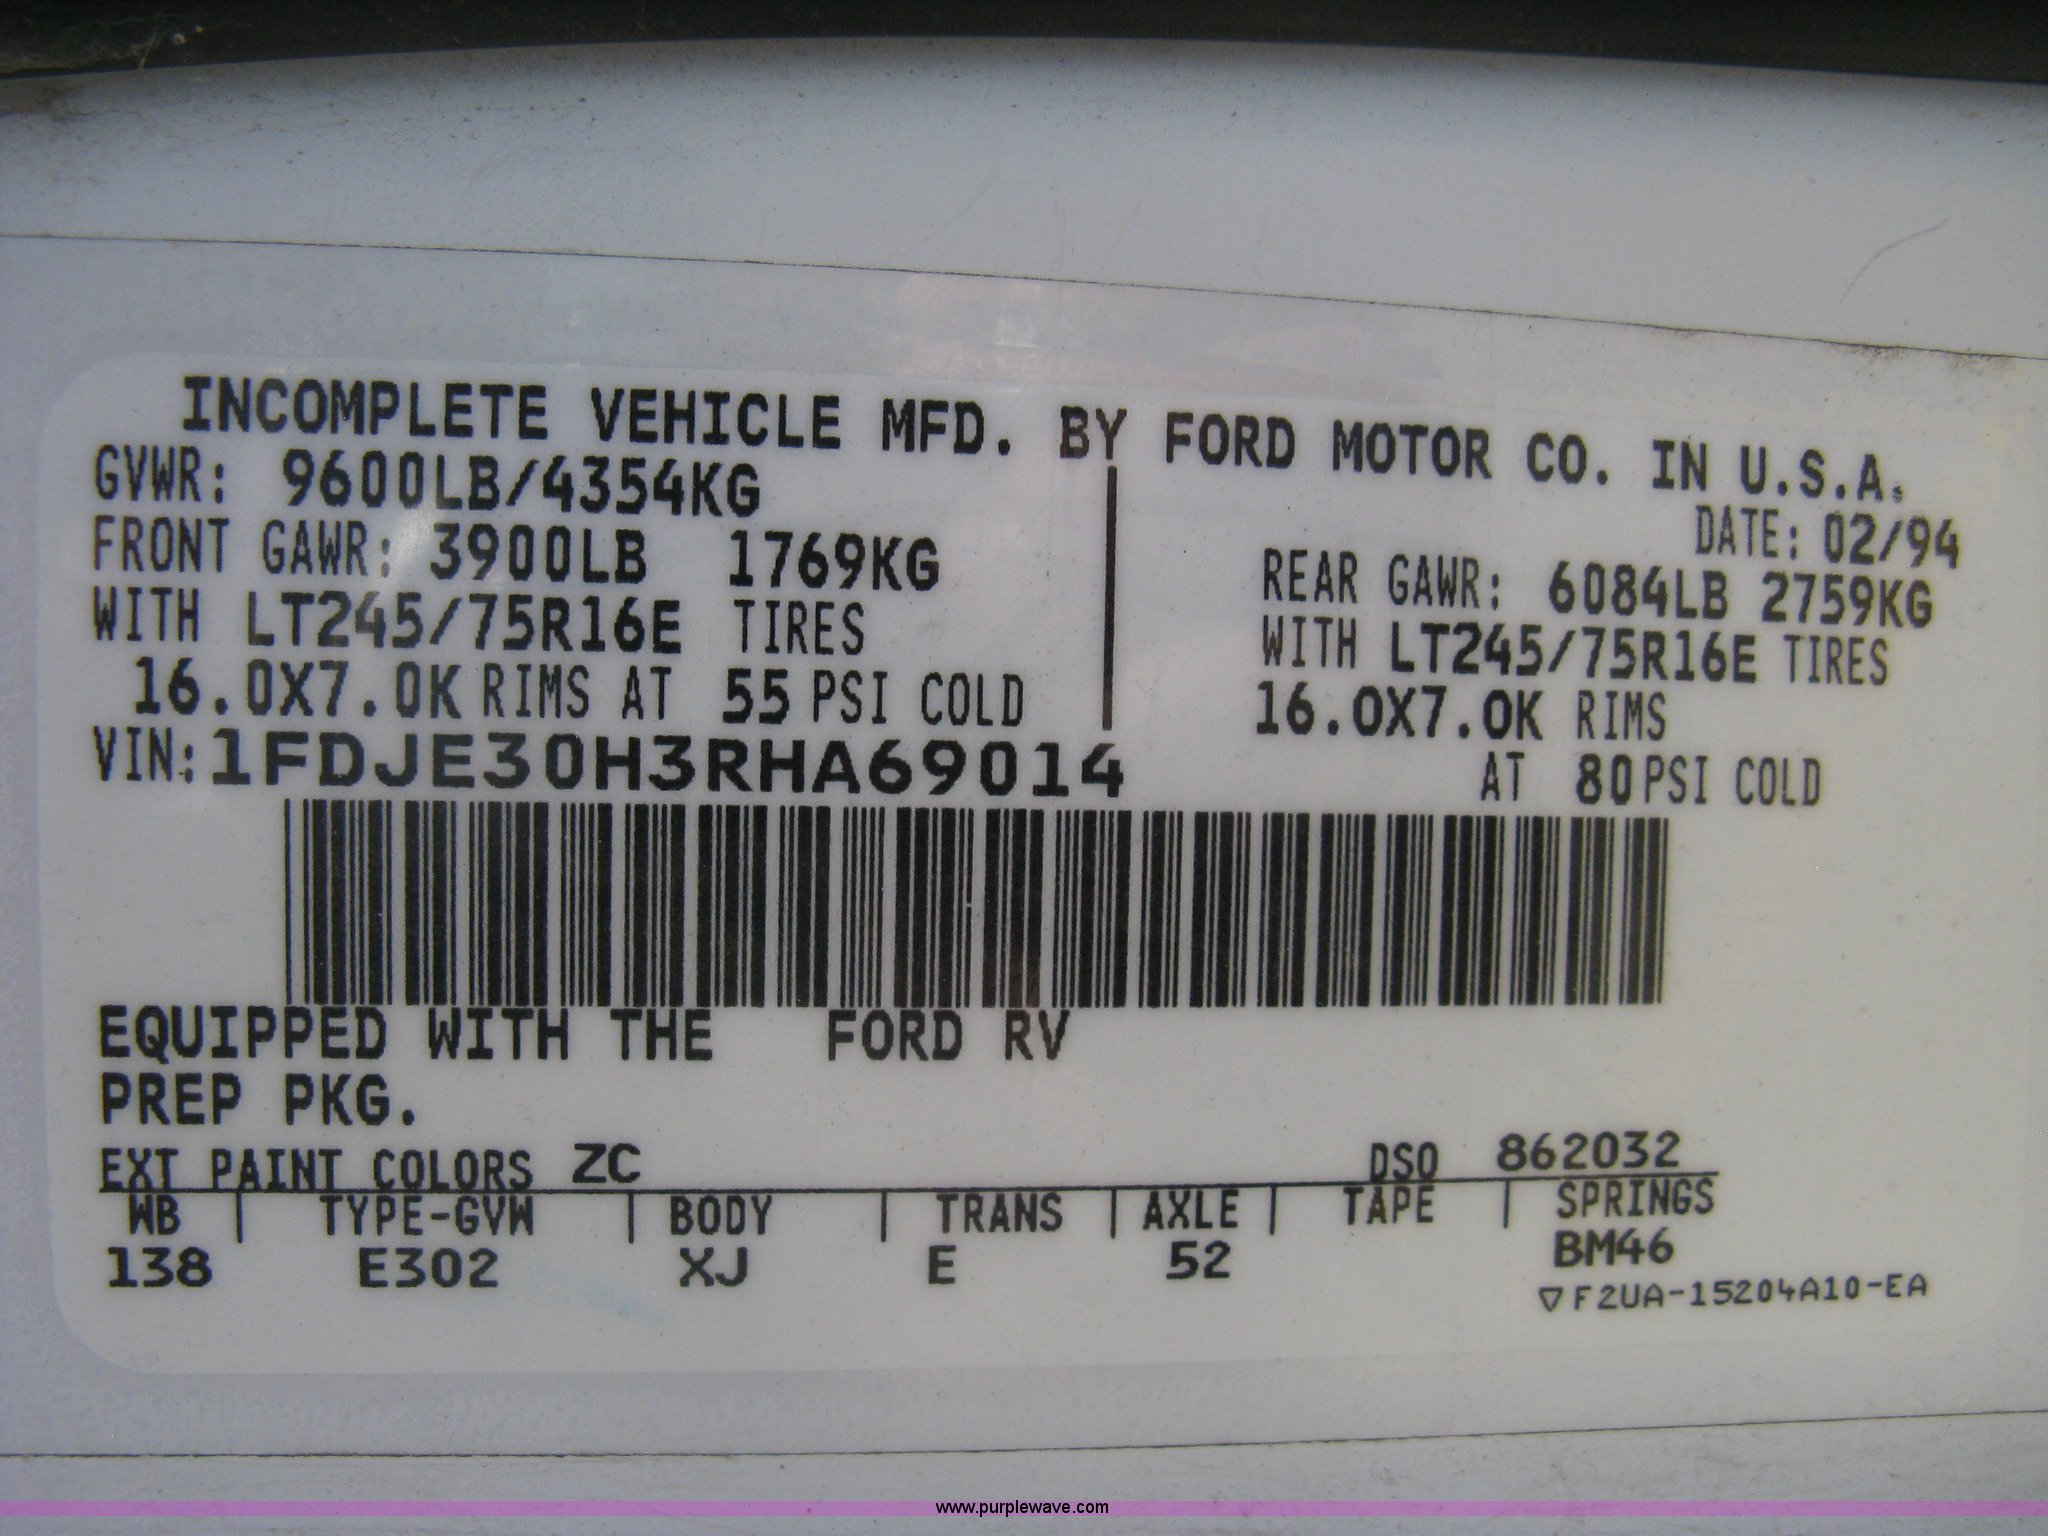 INCOMPLETE VEHICLE MFD. BY FORD MOTOR CO. IN U.S.A.
GVWR: 9600LB/4354KG
DATE: 02/94
FRONT GAWR: 3900LB 1769KG
WITH LT245/75R16E TIRES
16.0X7.0K RIMS AT 55 PSI COLD
REAR GAWR: 6084LB 2759KG
WITH LT245/75R16E TIRES
16.0X7.0K RIMS
AT 80 PSI COLD
VIN: 1FDJE30H3RHA69014
EQUIPPED WITH THE FORD RV
PREP PKG.
EXT PAINT COLORS ZC DSO 862032
WB | TYPE-GVW | BODY | TRANS | AXLE | TAPE | SPRINGS
138 E302 XJ E 52 BM46
▽F2UA-15204A10-EA
www.purplewave.com